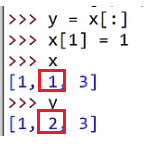 >>> y = x[:]
>>> x[1] = 1
>>> x
[1, 1, 3]
>>> y
[1, 2, 3]